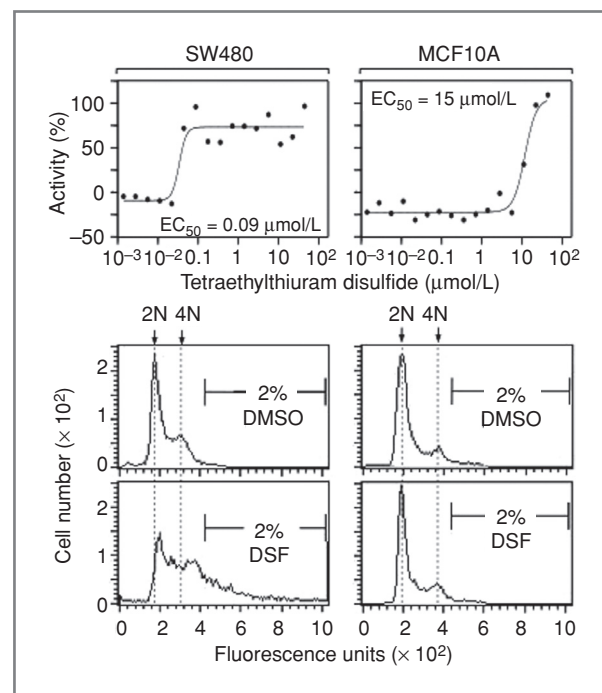 SW480 MCF10A
Activity (%)
100
50
0
−50
EC50 = 0.09 μmol/L
EC50 = 15 μmol/L
10−3 10−2 0.1 1 10 102 10−3 10−2 0.1 1 10 102
Tetraethylthiuram disulfide (μmol/L)
2N 4N 2N 4N
Cell number (× 102)
2
1
0
2%
DMSO
2%
DMSO
2
1
0
2%
DSF
2%
DSF
0 2 4 6 8 10 0 2 4 6 8 10
Fluorescence units (× 102)